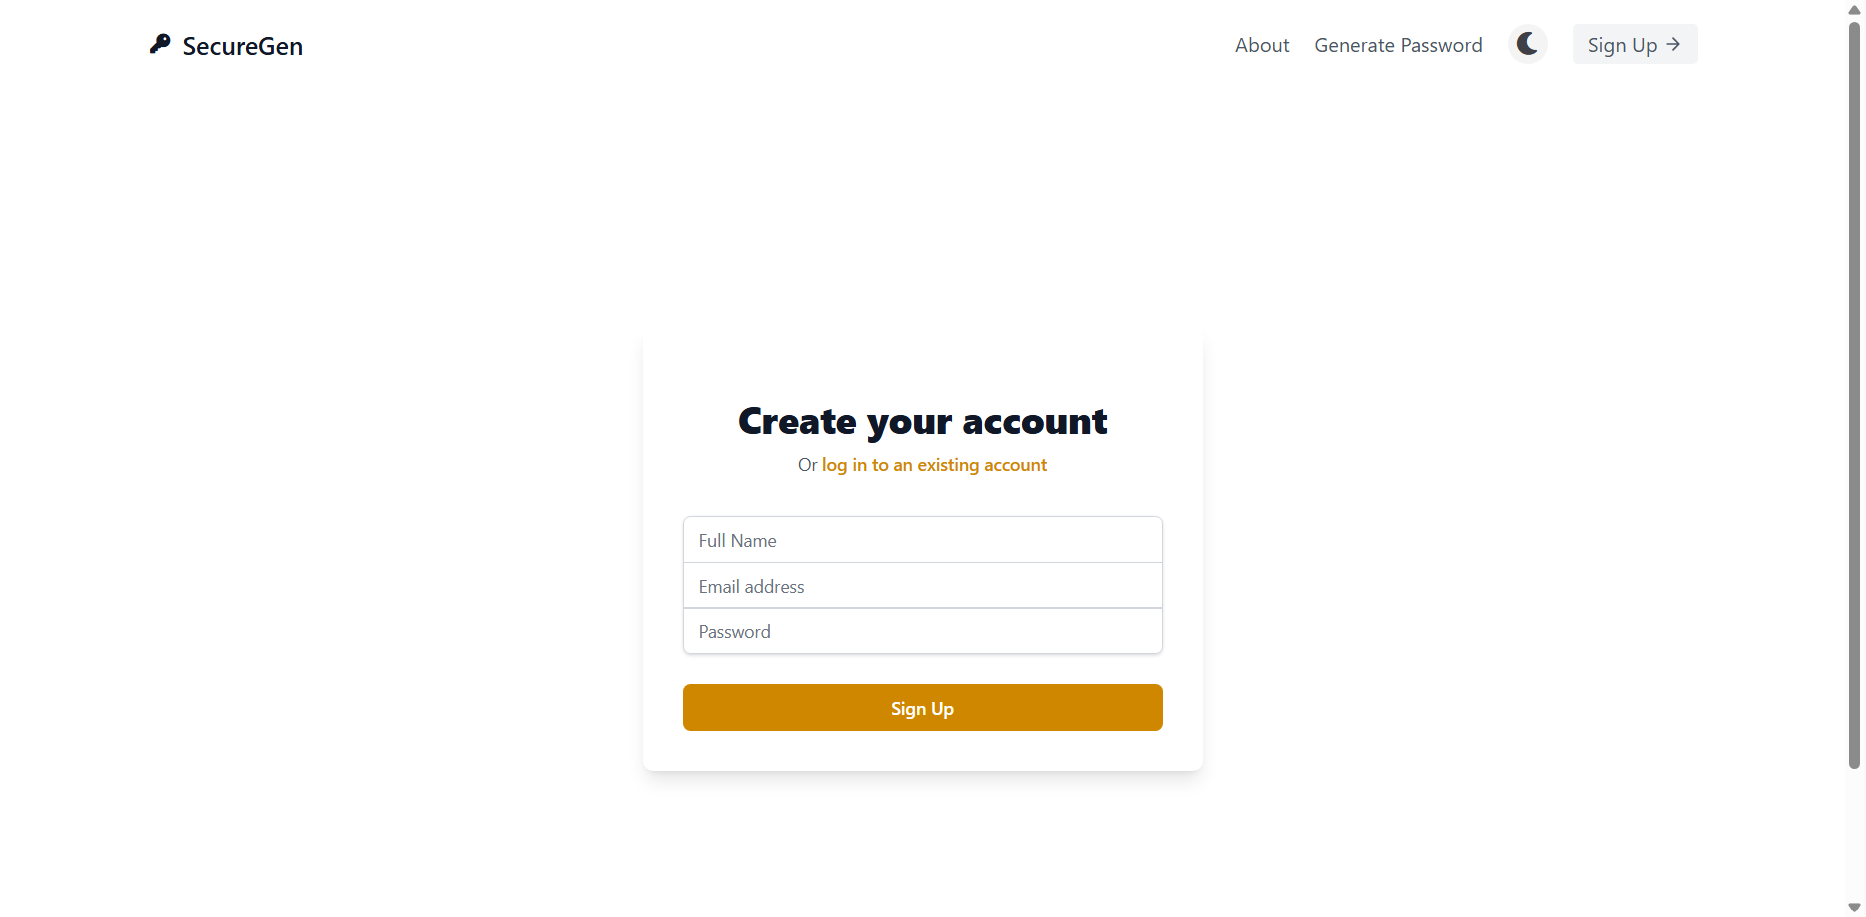 SecureGen
About
Generate Password
Sign Up →
Create your account
Or log in to an existing account
Full Name
Email address
Password
Sign Up